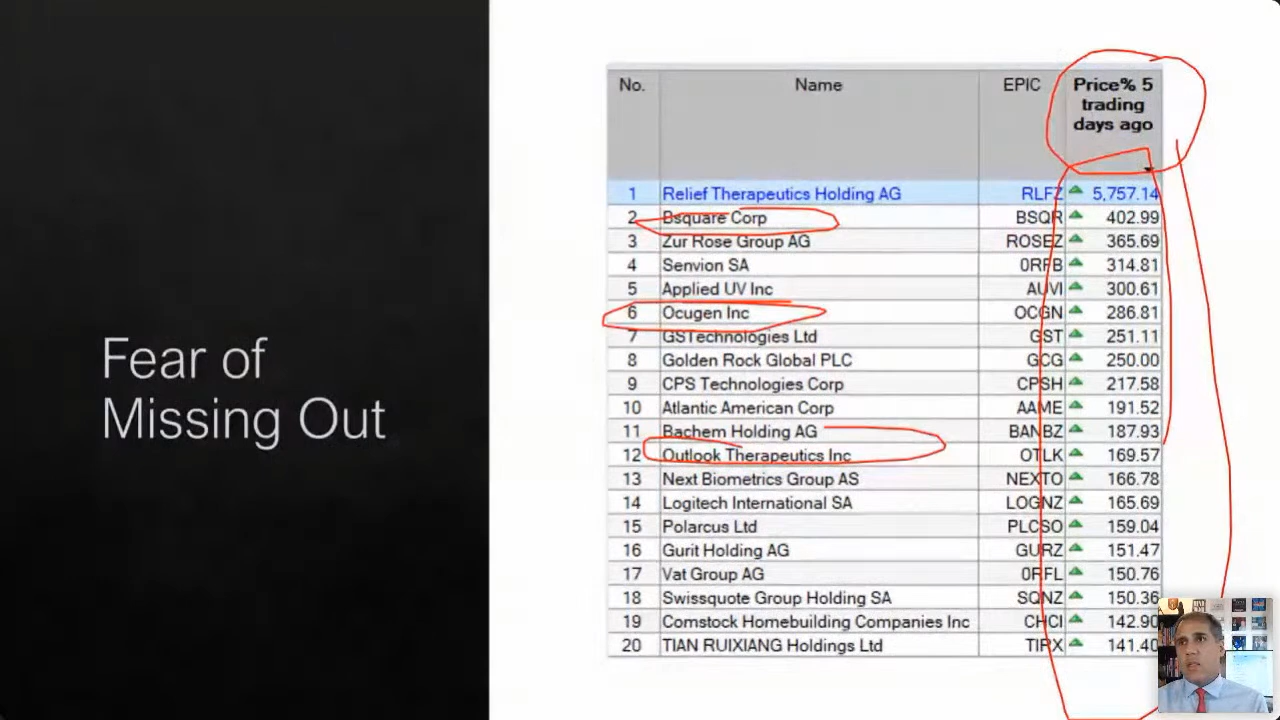 Fear of
Missing Out
No. Name EPIC Price% 5
trading
days ago
1 Relief Therapeutics Holding AG RLFZ 5,757.14
2 Bsquare Corp BSQR 402.99
3 Zur Rose Group AG ROSEZ 365.69
4 Senvion SA 0RFB 314.81
5 Applied UV Inc AUVI 300.61
6 Ocugen Inc OCGN 286.81
7 GSTechnologies Ltd GST 251.11
8 Golden Rock Global PLC GCG 250.00
9 CPS Technologies Corp CPSH 217.58
10 Atlantic American Corp AAME 191.52
11 Bachem Holding AG BANBZ 187.93
12 Outlook Therapeutics Inc OTLK 169.57
13 Next Biometrics Group AS NEXTO 166.78
14 Logitech International SA LOGNZ 165.69
15 Polarcus Ltd PLCSO 159.04
16 Gurit Holding AG GURZ 151.47
17 Vat Group AG 0RFL 150.76
18 Swissquote Group Holding SA SQNZ 150.36
19 Comstock Homebuilding Companies Inc CHCI 142.90
20 TIAN RUIXIANG Holdings Ltd TIRX 141.40